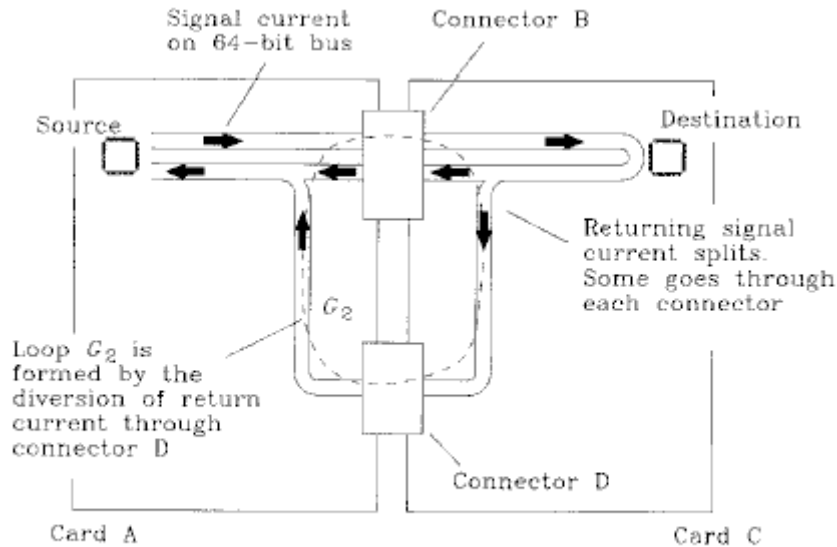 Signal current
on 64-bit bus
Connector B
Source
Destination
Returning signal
current splits.
Some goes through
each connector
G2
Loop G2 is
formed by the
diversion of return
current through
connector D
Connector D
Card A
Card C